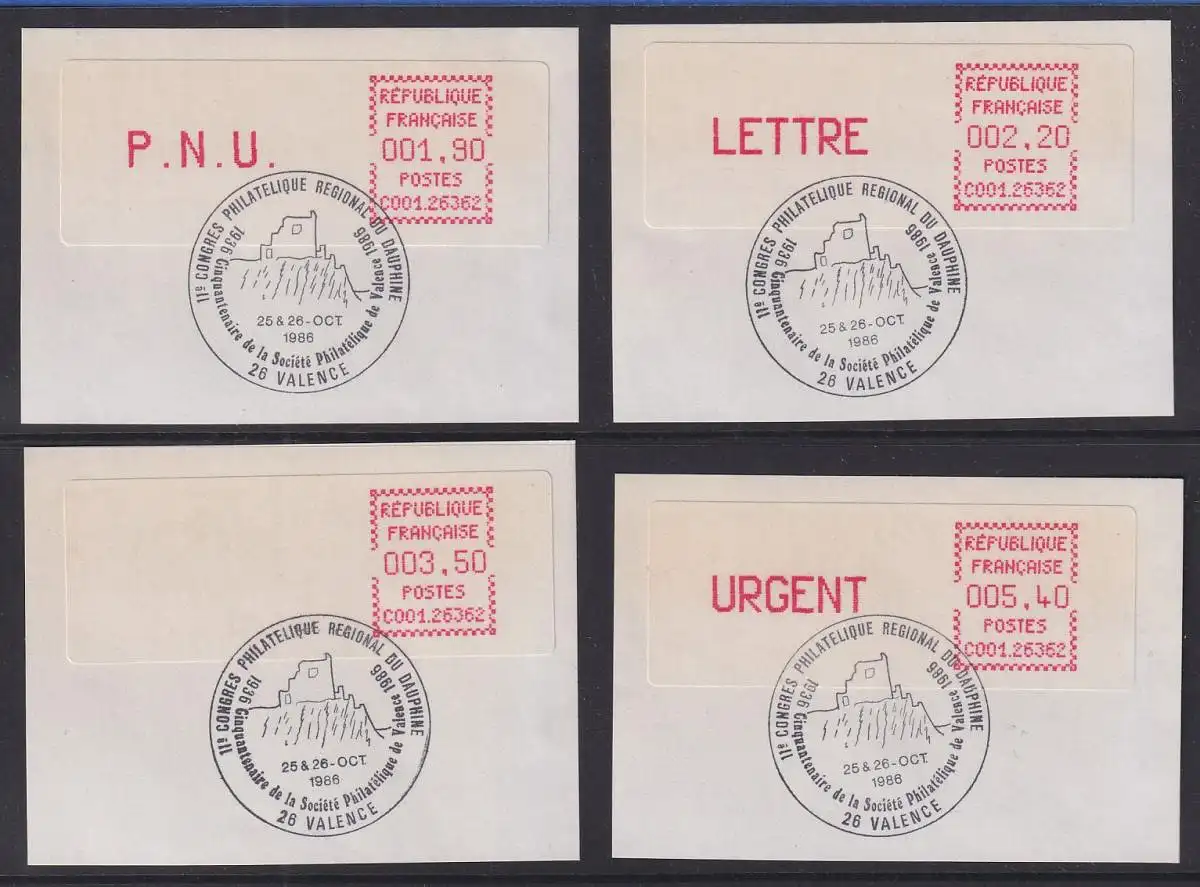 P.N.U.
RÉPUBLIQUE
FRANÇAISE
001,90
POSTES
C001.26362
11e CONGRES PHILATELIQUE REGIONAL DU DAUPHINE
1936 Cinquantenaire de la Société Philatélique de Valence 1986
25 & 26-OCT.
1986
26 VALENCE
LETTRE
RÉPUBLIQUE
FRANÇAISE
002,20
POSTES
C001.26362
11e CONGRES PHILATELIQUE REGIONAL DU DAUPHINE
1936 Cinquantenaire de la Société Philatélique de Valence 1986
25 & 26-OCT.
1986
26 VALENCE
RÉPUBLIQUE
FRANÇAISE
003,50
POSTES
C001.26362
11e CONGRES PHILATELIQUE REGIONAL DU DAUPHINE
1936 Cinquantenaire de la Société Philatélique de Valence 1986
25 & 26-OCT.
1986
26 VALENCE
URGENT
RÉPUBLIQUE
FRANÇAISE
005,40
POSTES
C001.26362
11e CONGRES PHILATELIQUE REGIONAL DU DAUPHINE
1936 Cinquantenaire de la Société Philatélique de Valence 1986
25 & 26-OCT.
1986
26 VALENCE